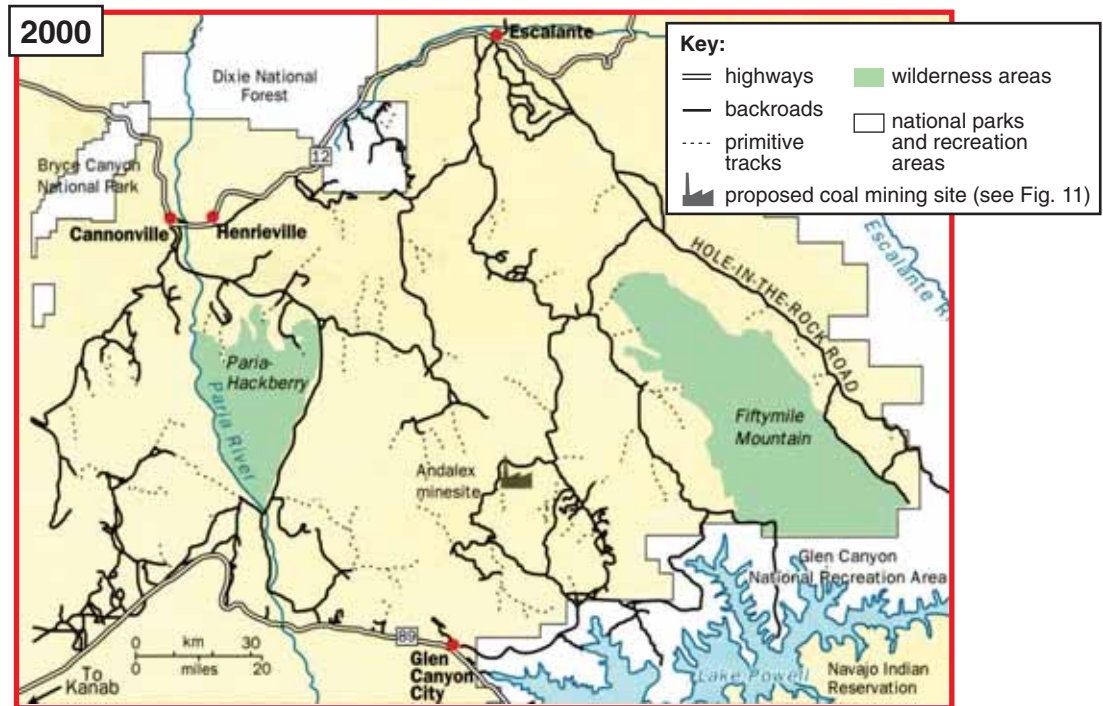 2000
Escalante
Dixie National
Forest
12
Bryce Canyon
National Park
Cannonville
Henrieville
Key:
highways
backroads
primitive
tracks
wilderness areas
national parks
and recreation
areas
proposed coal mining site (see Fig. 11)
HOLE-IN-THE-ROCK ROAD
Escalante R.
Paria-
Hackberry
Paria River
Fiftymile
Mountain
Andalex
minesite
Glen Canyon
National Recreation Area
0 km 30
0 miles 20
To
Kanab
89
Glen
Canyon
City
Lake Powell
Navajo Indian
Reservation